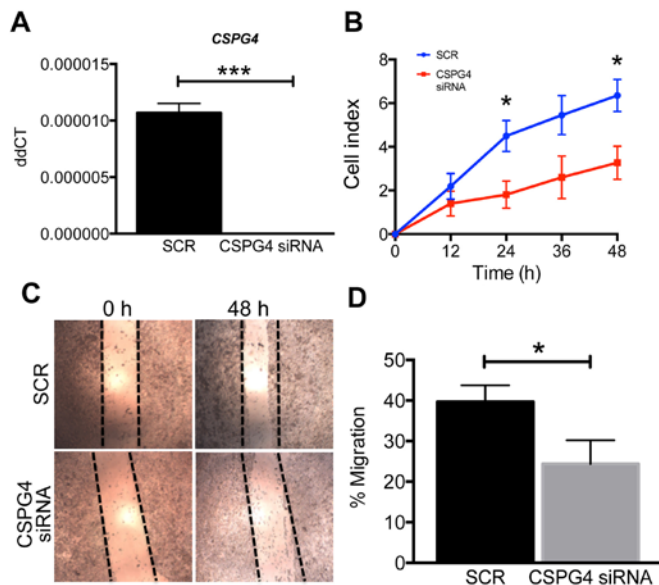 A
CSPG4
***
ddCT
0.000015
0.000010
0.000005
0.000000
SCR
CSPG4 siRNA
B
SCR
CSPG4
siRNA
*
*
Cell index
8
6
4
2
0
0
12
24
36
48
Time (h)
C
0 h
48 h
SCR
CSPG4
siRNA
D
*
% Migration
50
40
30
20
10
0
SCR
CSPG4 siRNA